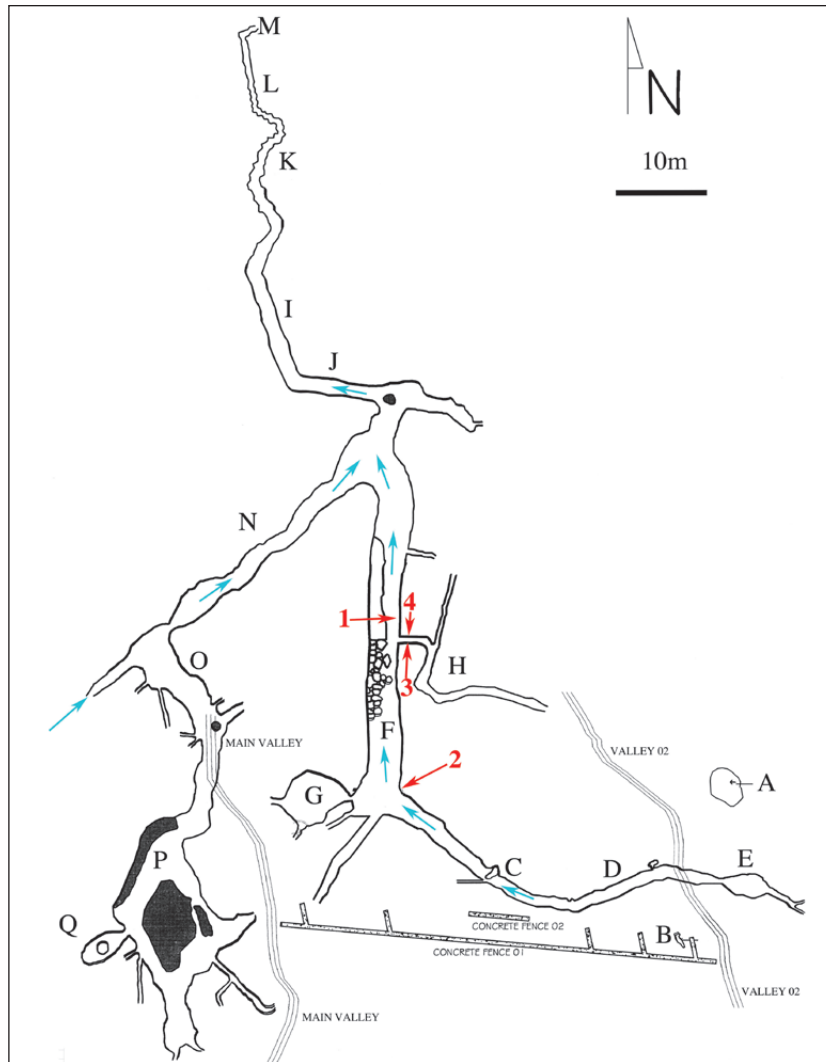 M
L
N
K
10m
I
J
N
4
1
3
O
H
F
MAIN VALLEY
VALLEY 02
2
A
G
P
C
D
E
Q
CONCRETE FENCE 02
B
CONCRETE FENCE 01
VALLEY 02
MAIN VALLEY